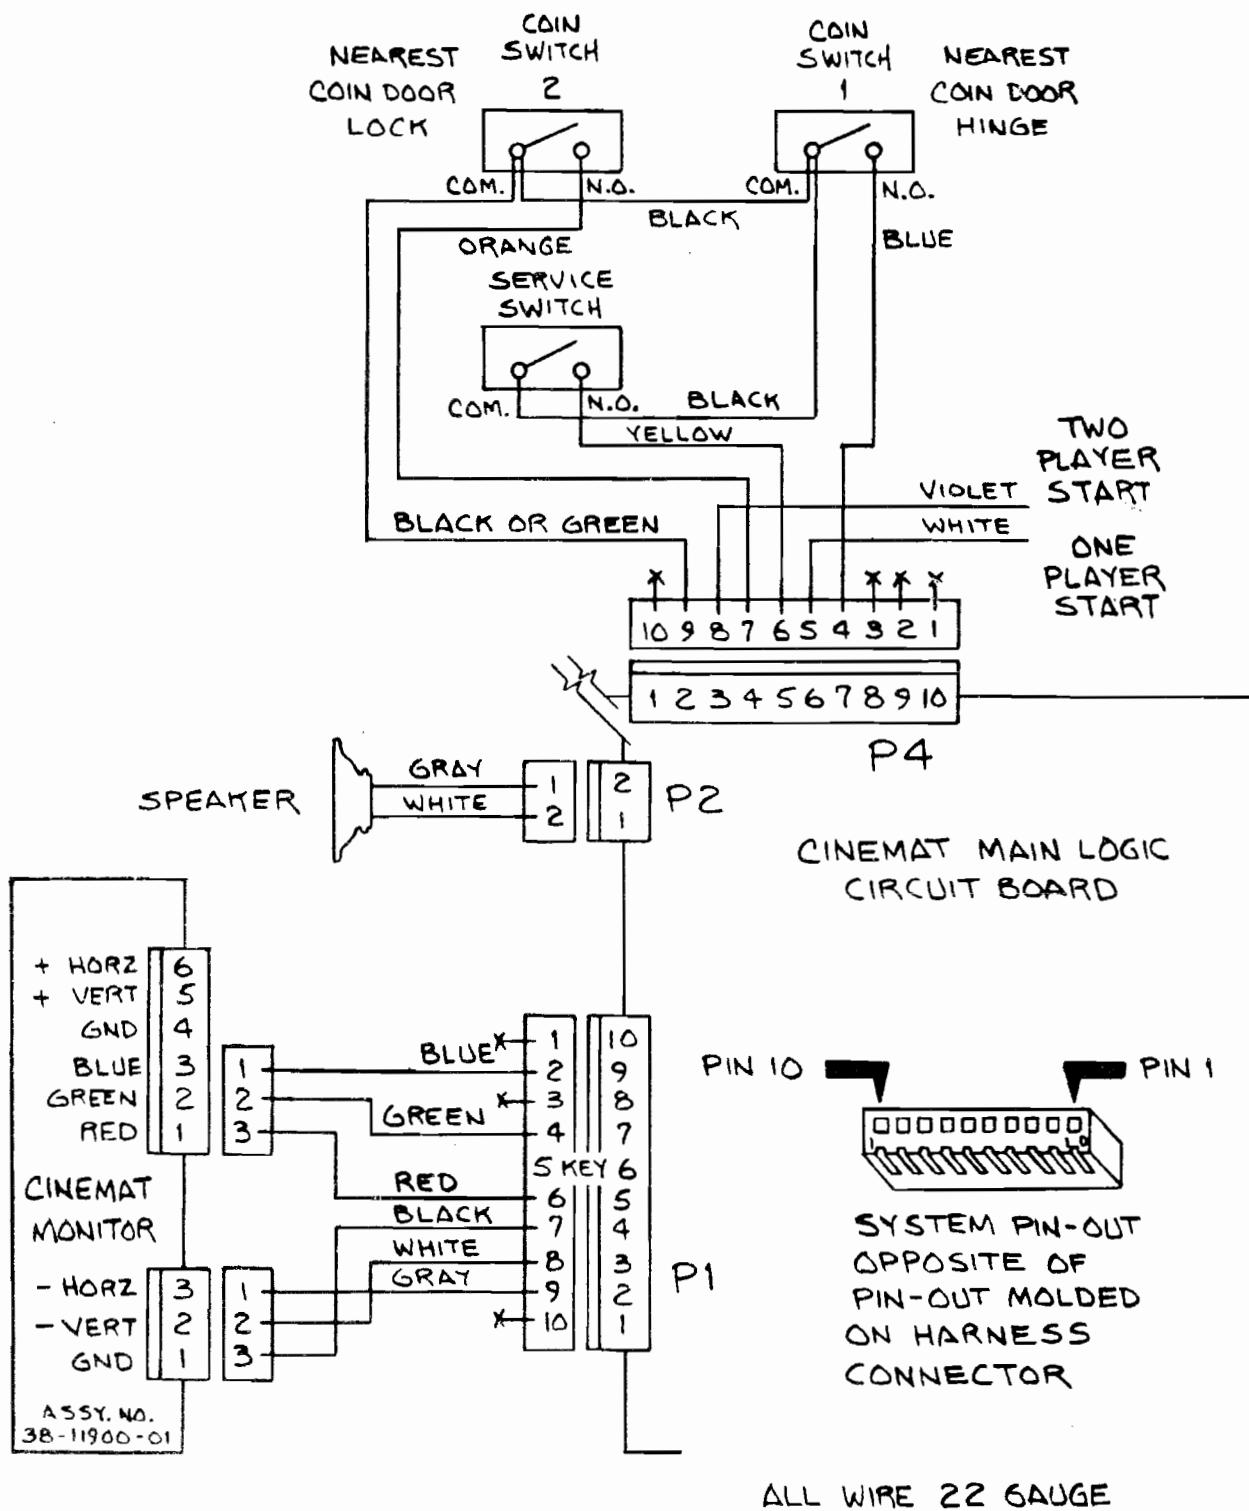 COIN
SWITCH
2
NEAREST
COIN DOOR
LOCK
COIN
SWITCH
1
NEAREST
COIN DOOR
HINGE
COM.
N.O.
COM.
N.O.
BLACK
BLUE
ORANGE
SERVICE
SWITCH
COM.
N.O.
BLACK
YELLOW
TWO
PLAYER
START
VIOLET
WHITE
BLACK OR GREEN
ONE
PLAYER
START
10 9 8 7 6 5 4 3 2 1
1 2 3 4 5 6 7 8 9 10
P4
SPEAKER
GRAY
WHITE
1
2
2
1
P2
CINEMAT MAIN LOGIC
CIRCUIT BOARD
+ HORZ 6
+ VERT 5
GND 4
BLUE 3
GREEN 2
RED 1
1
2
3
BLUE
GREEN
RED
BLACK
WHITE
GRAY
1 10
2 9
3 8
4 7
5 KEY 6
6 5
7 4
8 3
9 2
10 1
P1
CINEMAT
MONITOR
- HORZ 3
- VERT 2
GND 1
1
2
3
ASSY. NO.
38-11900-01
PIN 10
PIN 1
1 10
SYSTEM PIN-OUT
OPPOSITE OF
PIN-OUT MOLDED
ON HARNESS
CONNECTOR
ALL WIRE 22 GAUGE